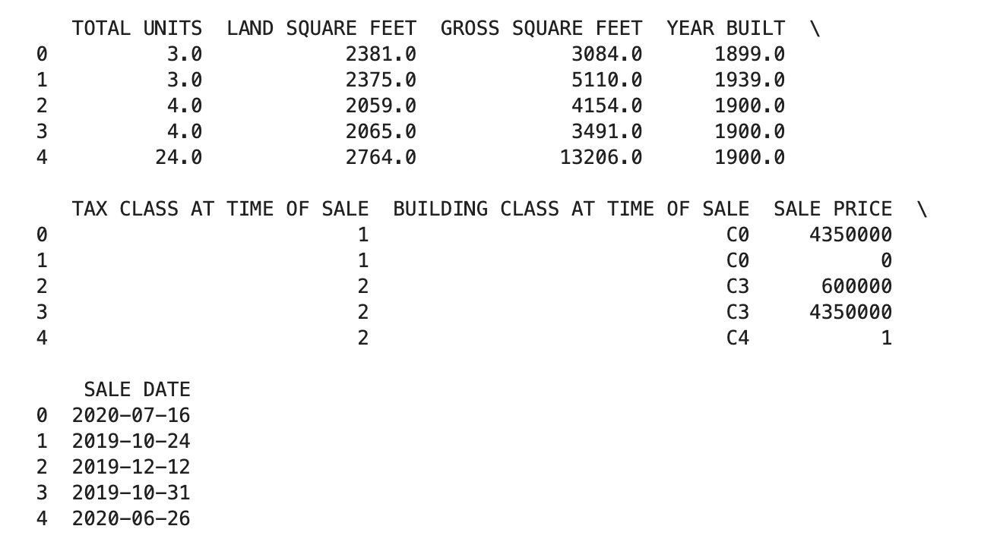 TOTAL UNITS  LAND SQUARE FEET  GROSS SQUARE FEET  YEAR BUILT  \
0          3.0            2381.0             3084.0      1899.0
1          3.0            2375.0             5110.0      1939.0
2          4.0            2059.0             4154.0      1900.0
3          4.0            2065.0             3491.0      1900.0
4         24.0            2764.0            13206.0      1900.0
TAX CLASS AT TIME OF SALE  BUILDING CLASS AT TIME OF SALE  SALE PRICE  \
0                          1                              C0     4350000
1                          1                              C0           0
2                          2                              C3      600000
3                          2                              C3     4350000
4                          2                              C4           1
SALE DATE
0  2020-07-16
1  2019-10-24
2  2019-12-12
3  2019-10-31
4  2020-06-26